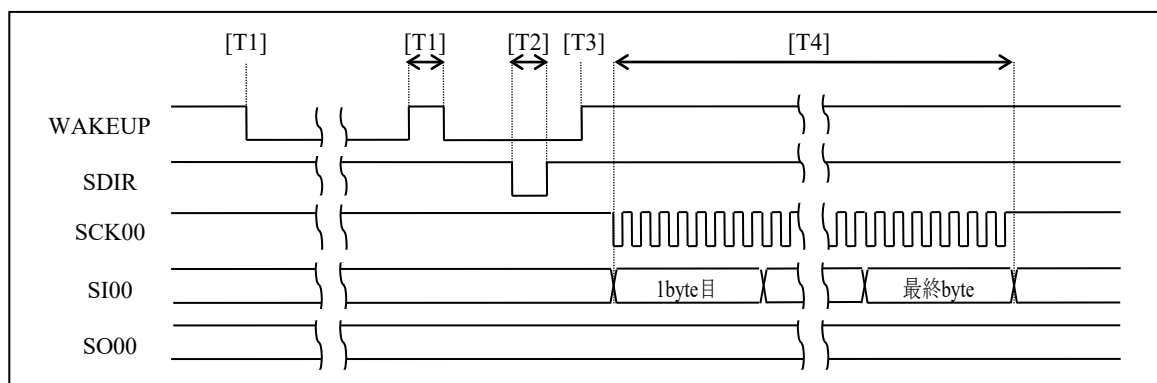 [T1] [T1] [T2] [T3] [T4]
WAKEUP
SDIR
SCK00
SI00 1byte目 最終byte
SO00